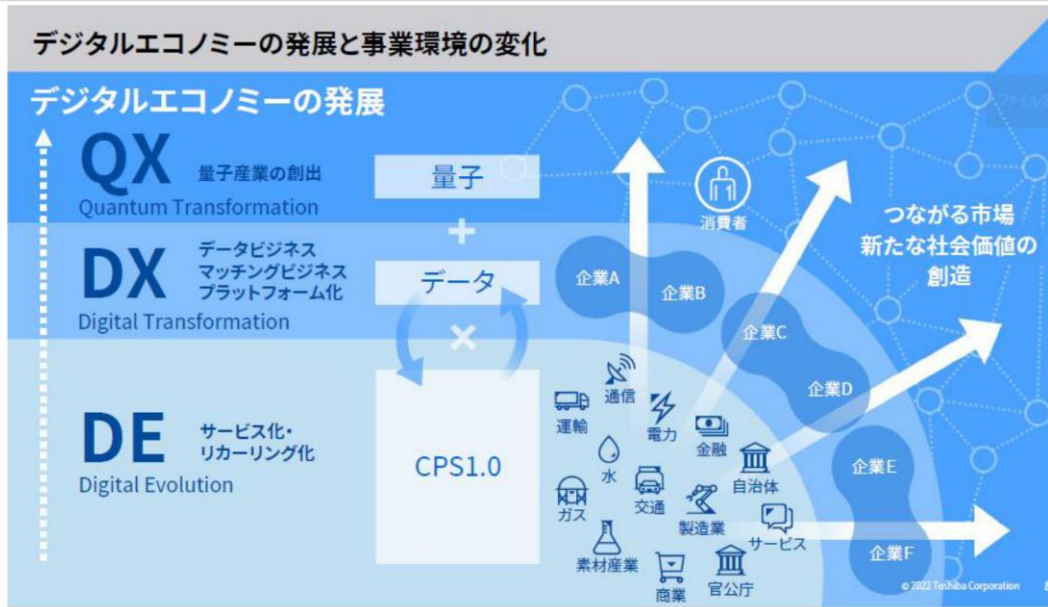 デジタルエコノミーの発展と事業環境の変化
デジタルエコノミーの発展
QX
量子産業の創出
Quantum Transformation
量子
+
DX
データビジネス
マッチングビジネス
プラットフォーム化
Digital Transformation
データ
×
DE
サービス化・
リカーリング化
Digital Evolution
CPS1.0
消費者
つながる市場
新たな社会価値の
創造
企業A
企業B
企業C
企業D
企業E
企業F
通信
運輸
電力
金融
水
自治体
ガス
交通
製造業
サービス
素材産業
官公庁
商業
© 2022 Toshiba Corporation